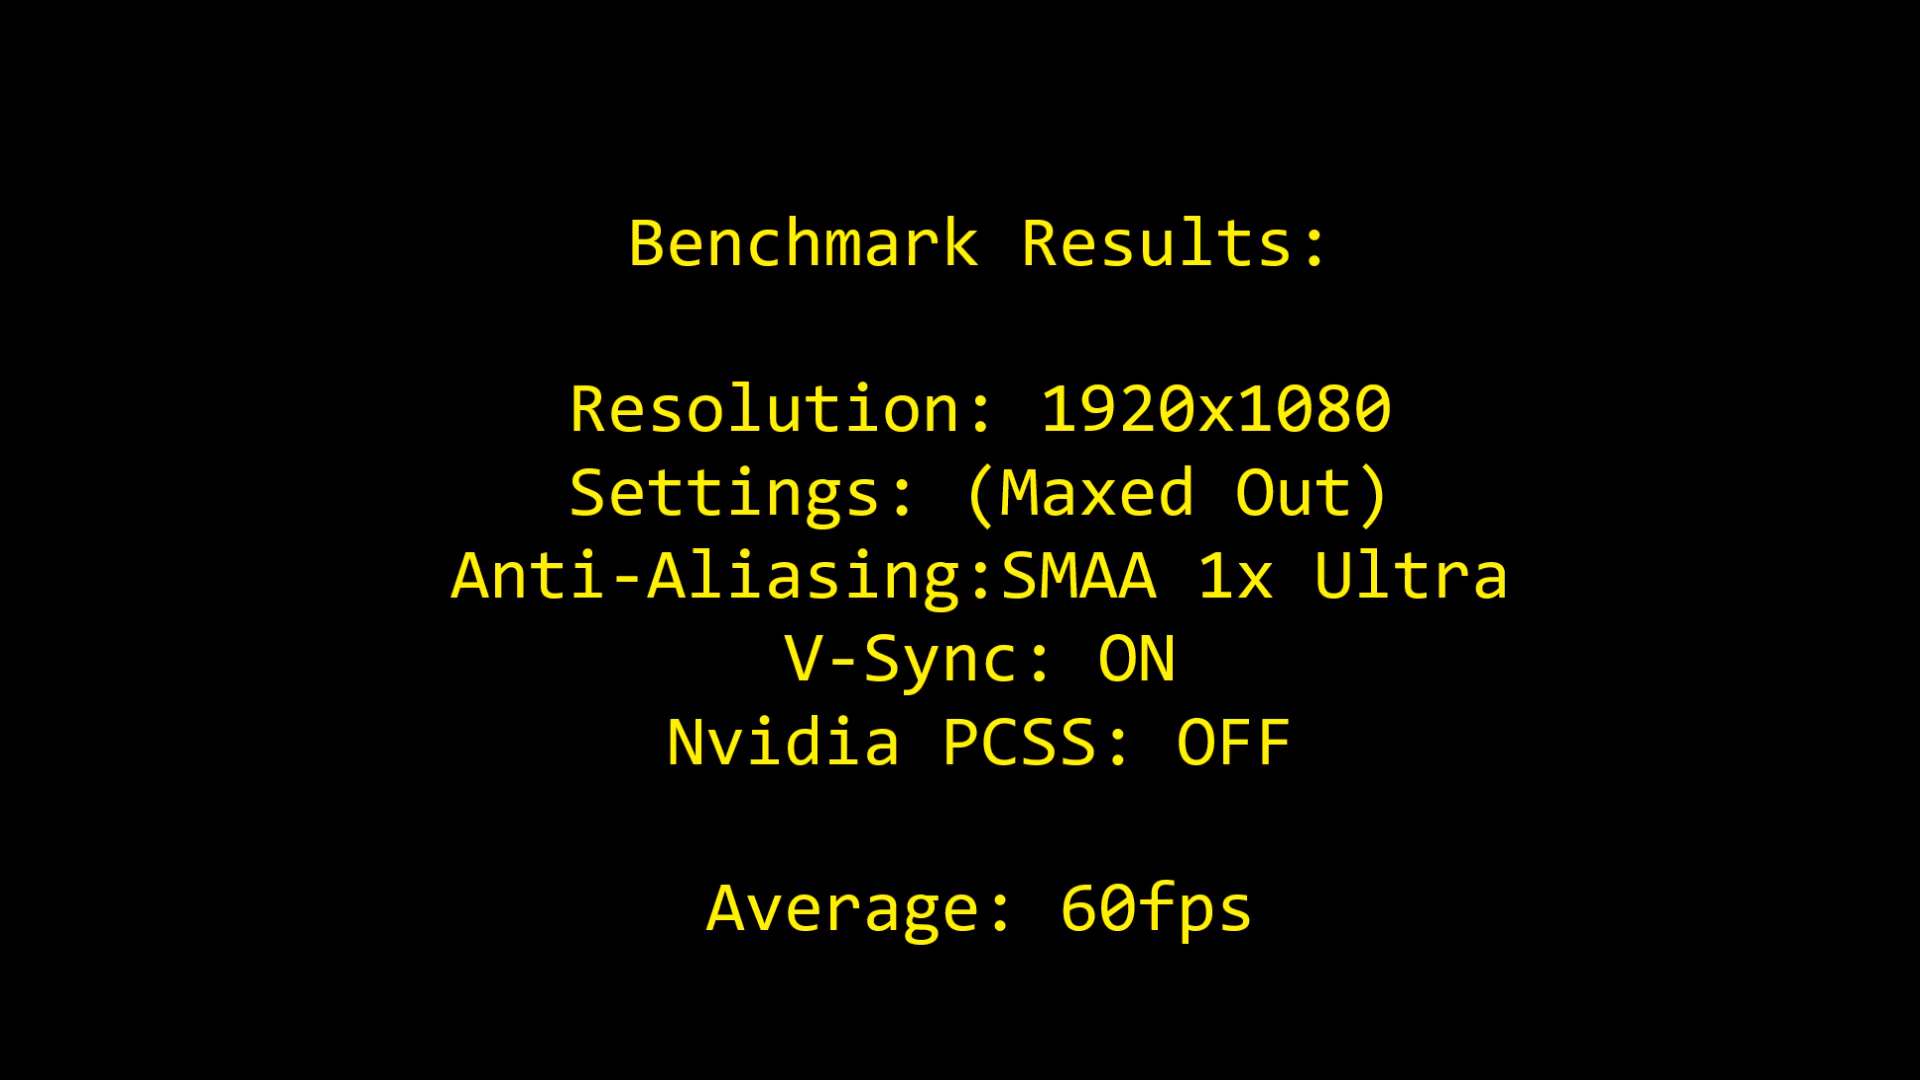 Benchmark Results:
Resolution: 1920x1080
Settings: (Maxed Out)
Anti-Aliasing:SMAA 1x Ultra
V-Sync: ON
Nvidia PCSS: OFF
Average: 60fps